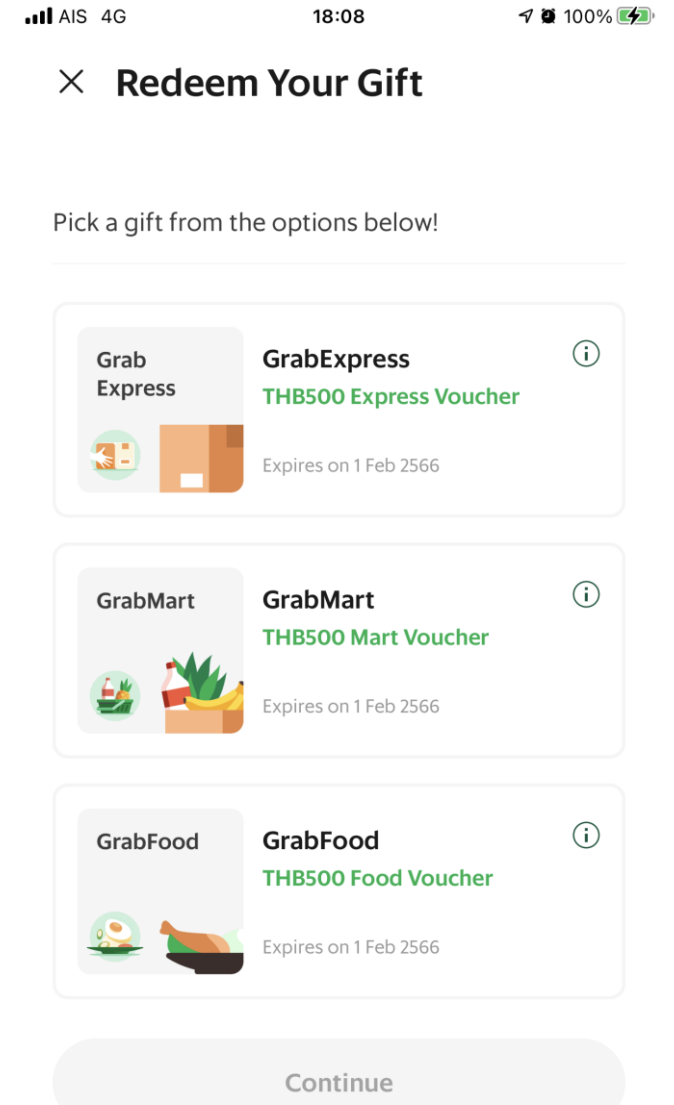 AIS 4G 18:08 100%
Redeem Your Gift
Pick a gift from the options below!
Grab
Express
GrabExpress
THB500 Express Voucher
Expires on 1 Feb 2566
GrabMart
GrabMart
THB500 Mart Voucher
Expires on 1 Feb 2566
GrabFood
GrabFood
THB500 Food Voucher
Expires on 1 Feb 2566
Continue